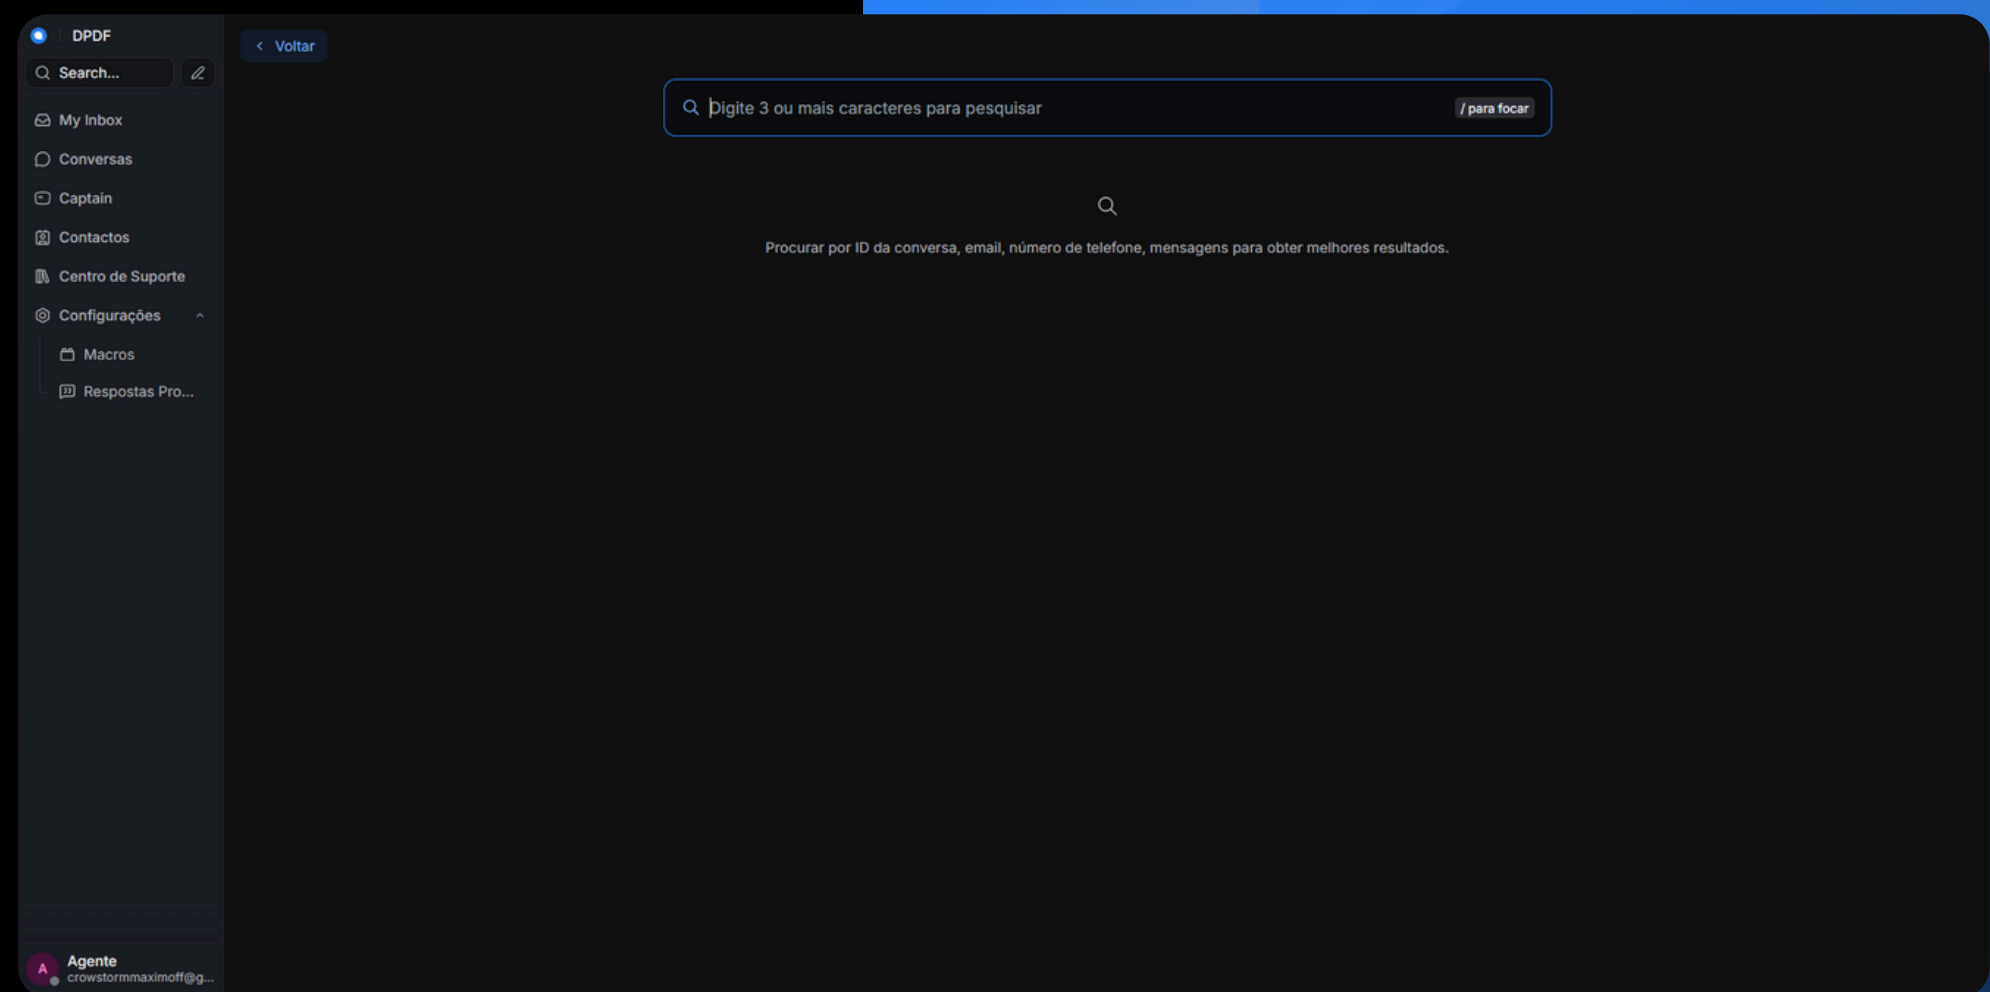 DPDF
Search...
My Inbox
Conversas
Captain
Contactos
Centro de Suporte
Configurações
Macros
Respostas Pro...
Agente
crowstormmaximoff@g...
Voltar
Digite 3 ou mais caracteres para pesquisar
/ para focar
Procurar por ID da conversa, email, número de telefone, mensagens para obter melhores resultados.
A